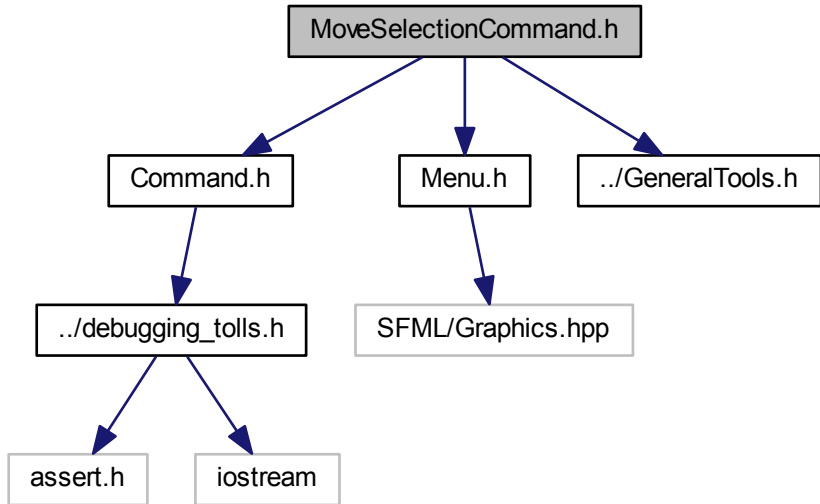 MoveSelectionCommand.h
Command.h
Menu.h
../GeneralTools.h
../debugging_tolls.h
SFML/Graphics.hpp
assert.h
iostream